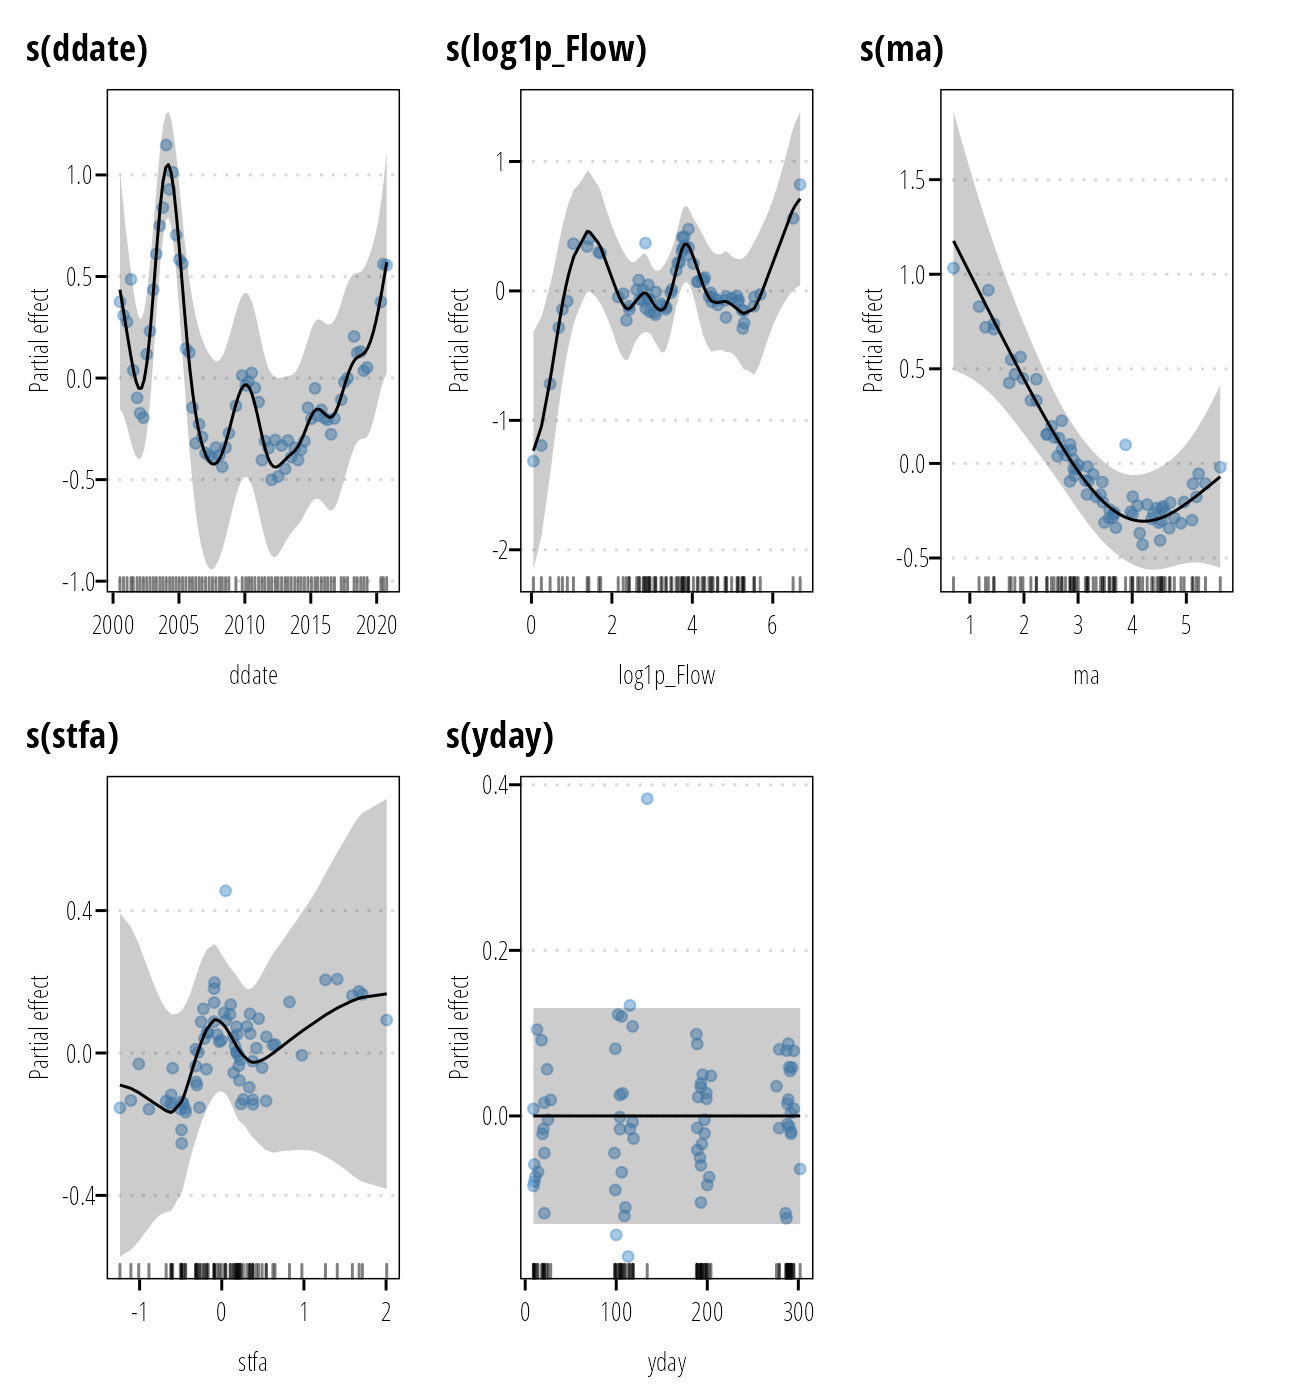 s(ddate)
s(log1p_Flow)
s(ma)
Partial effect
1.0
0.5
0.0
-0.5
-1.0
2000 2005 2010 2015 2020
ddate
Partial effect
1
0
-1
-2
0 2 4 6
log1p_Flow
Partial effect
1.5
1.0
0.5
0.0
-0.5
1 2 3 4 5
ma
s(stfa)
s(yday)
Partial effect
0.4
0.0
-0.4
-1 0 1 2
stfa
Partial effect
0.4
0.2
0.0
0 100 200 300
yday